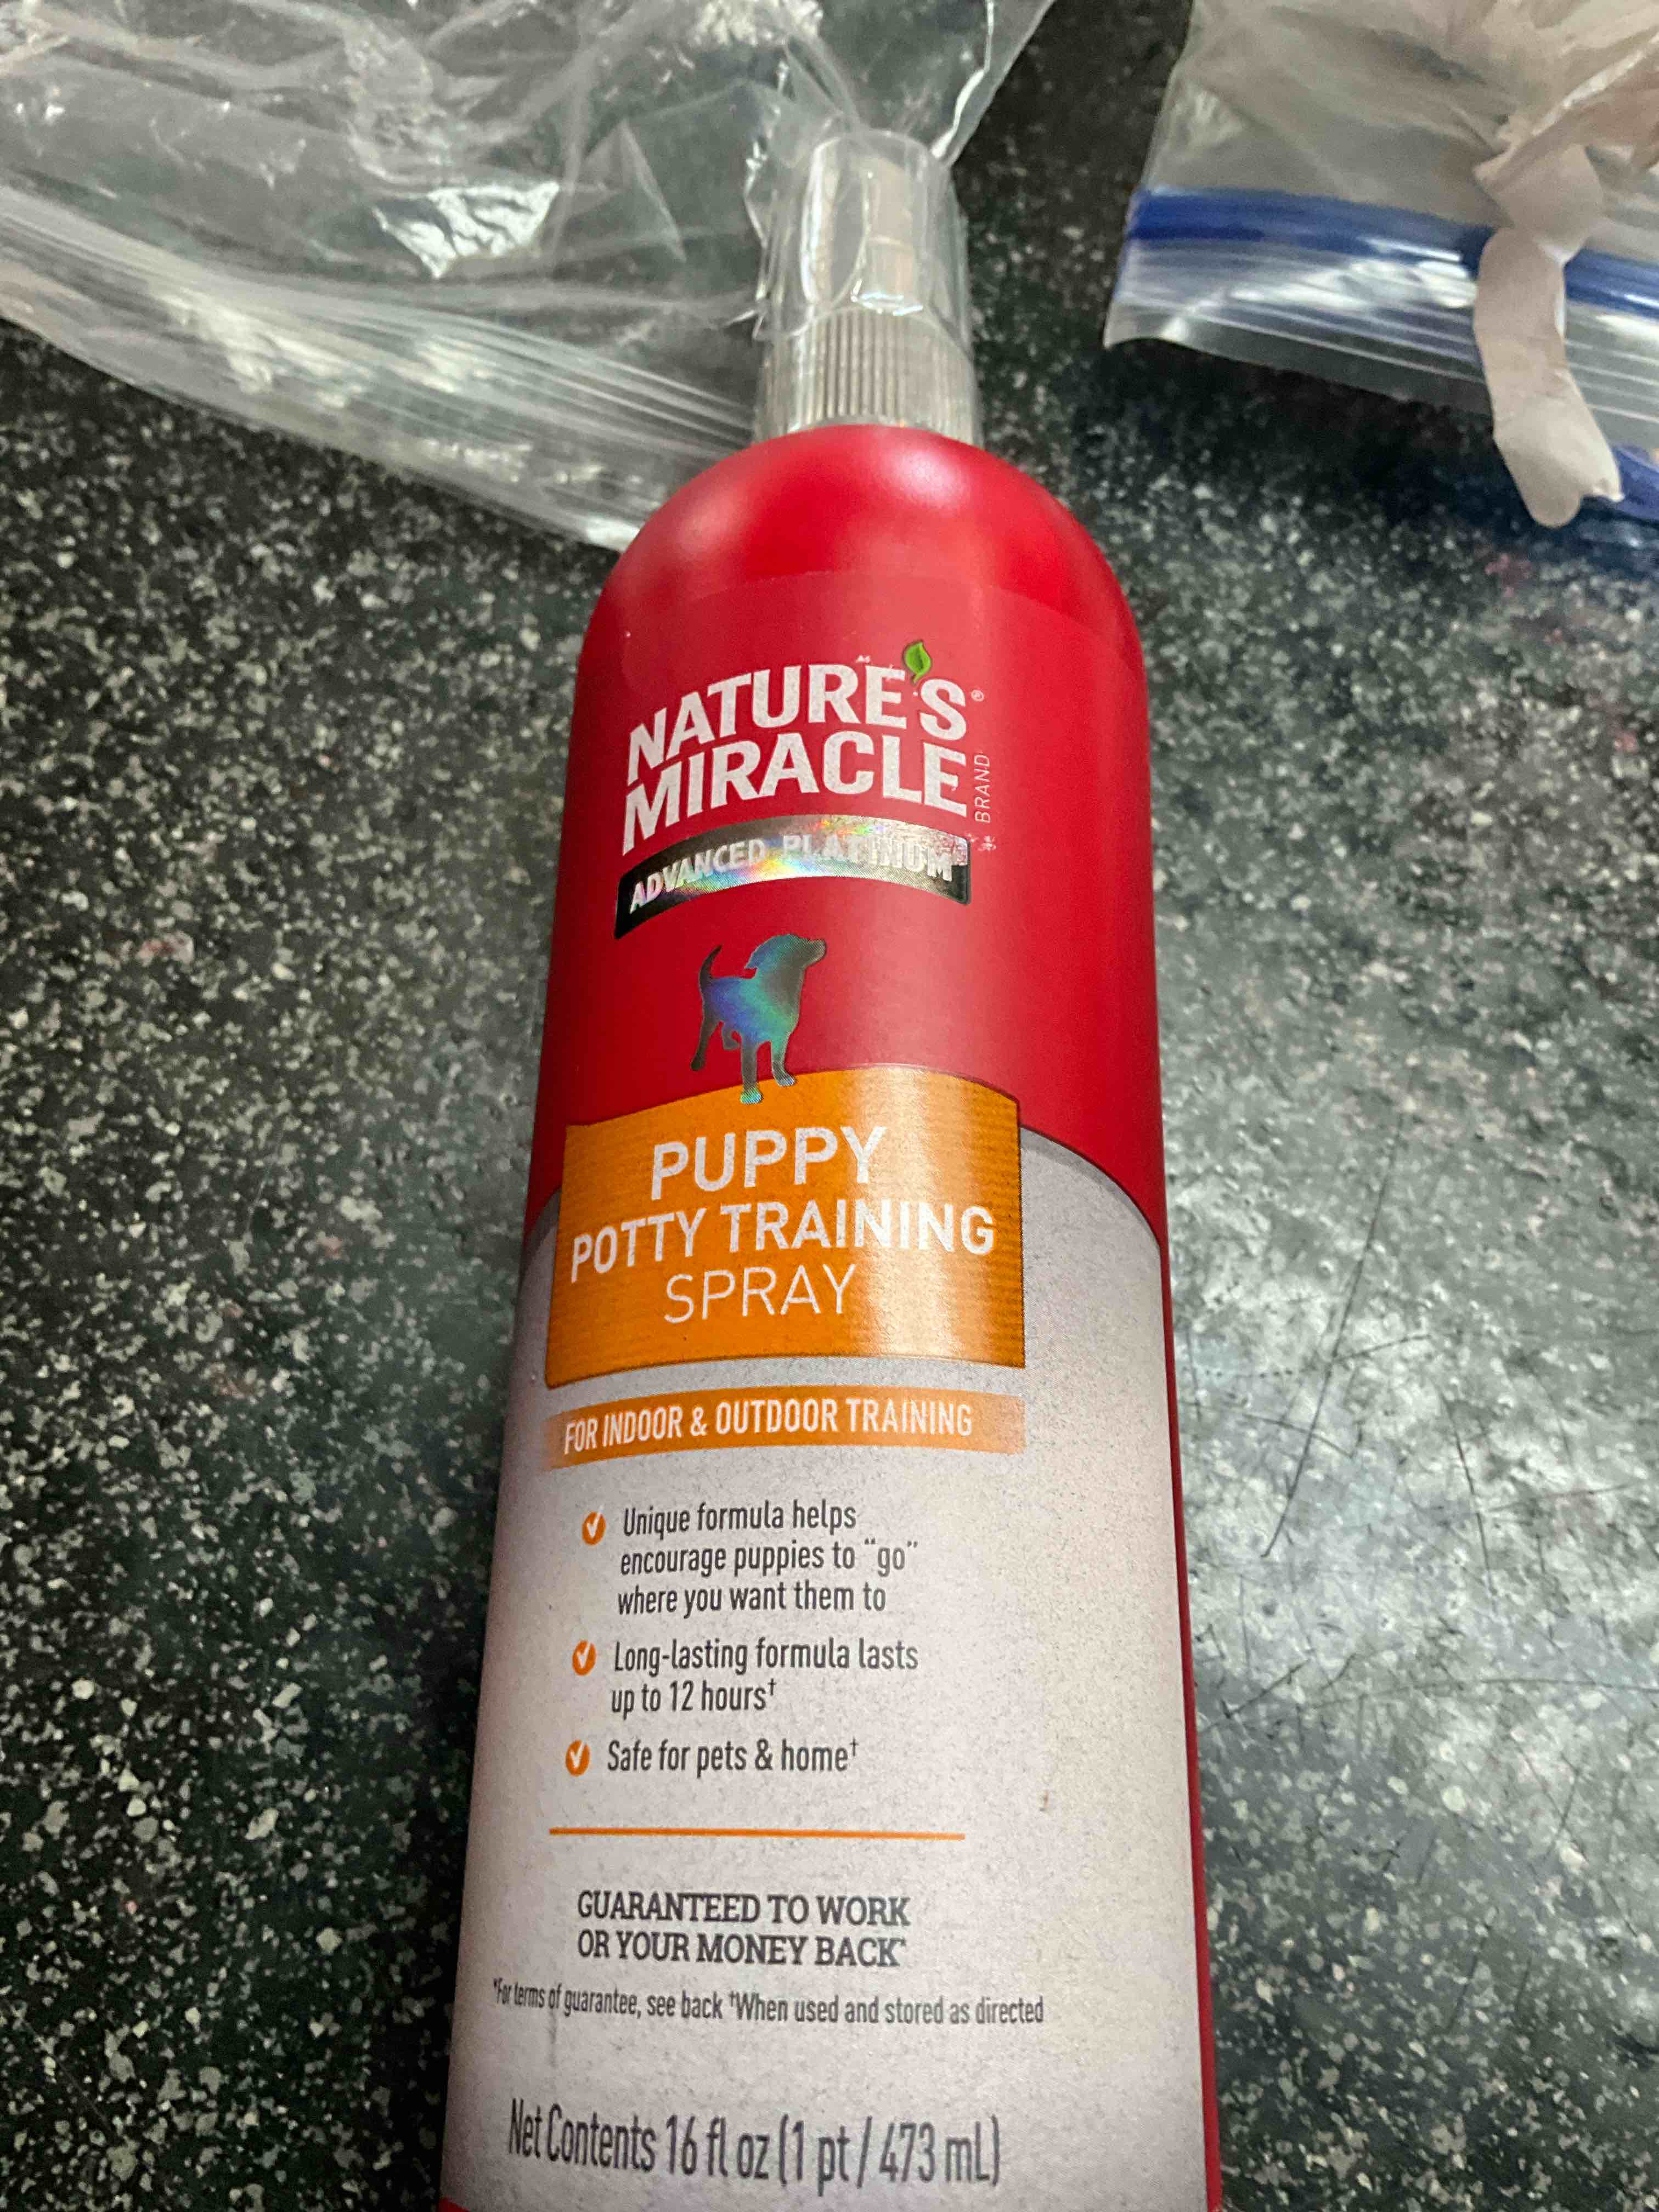 NATURE'S®
MIRACLE BRAND
ADVANCED PLATINUM
PUPPY
POTTY TRAINING
SPRAY
FOR INDOOR & OUTDOOR TRAINING
Unique formula helps
encourage puppies to “go”
where you want them to
Long-lasting formula lasts
up to 12 hours†
Safe for pets & home†
GUARANTEED TO WORK
OR YOUR MONEY BACK*
*For terms of guarantee, see back †When used and stored as directed
Net Contents 16 fl oz (1 pt / 473 mL)